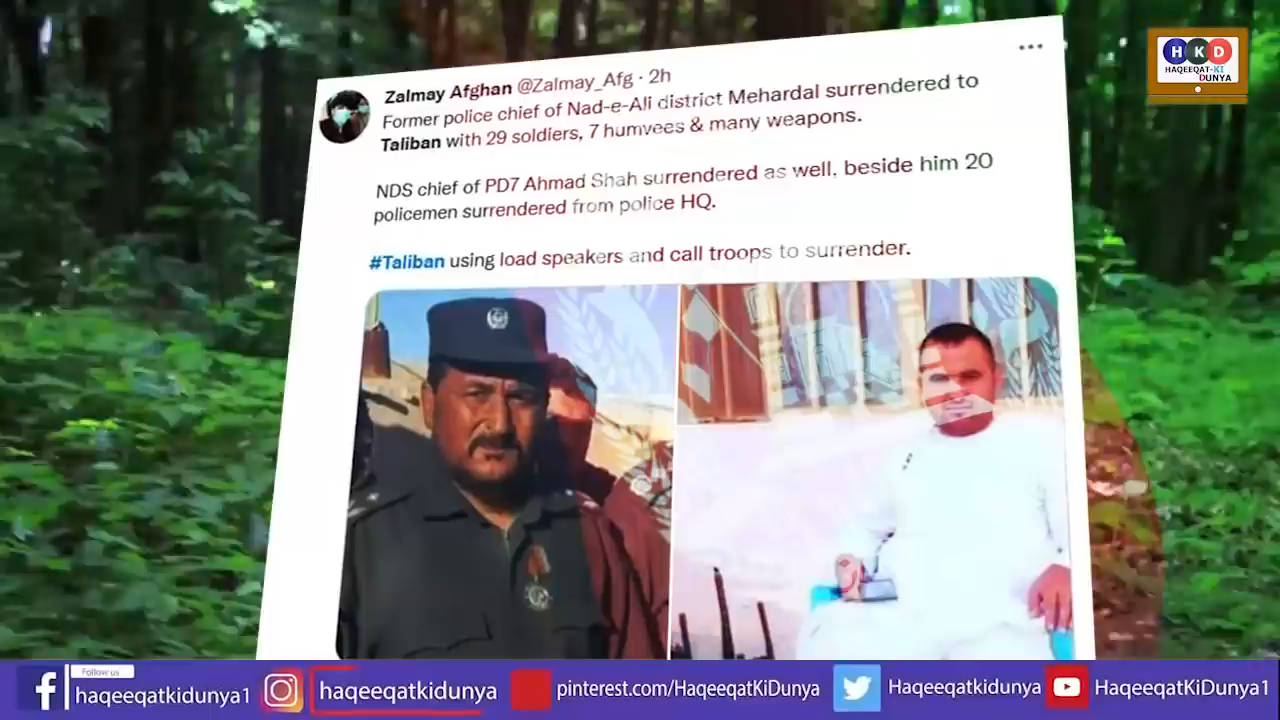 Zalmay Afghan @Zalmay_Afg · 2h
Former police chief of Nad-e-Ali district Mehardal surrendered to
Taliban with 29 soldiers, 7 humvees & many weapons.
NDS chief of PD7 Ahmad Shah surrendered as well, beside him 20
policemen surrendered from police HQ.
#Taliban using load speakers and call troops to surrender.
HKD
HAQEEQAT-KI
DUNYA
Follow us
haqeeqatkidunya1
haqeeqatkidunya
pinterest.com/HaqeeqatKiDunya
Haqeeqatkidunya
HaqeeqatKiDunya1